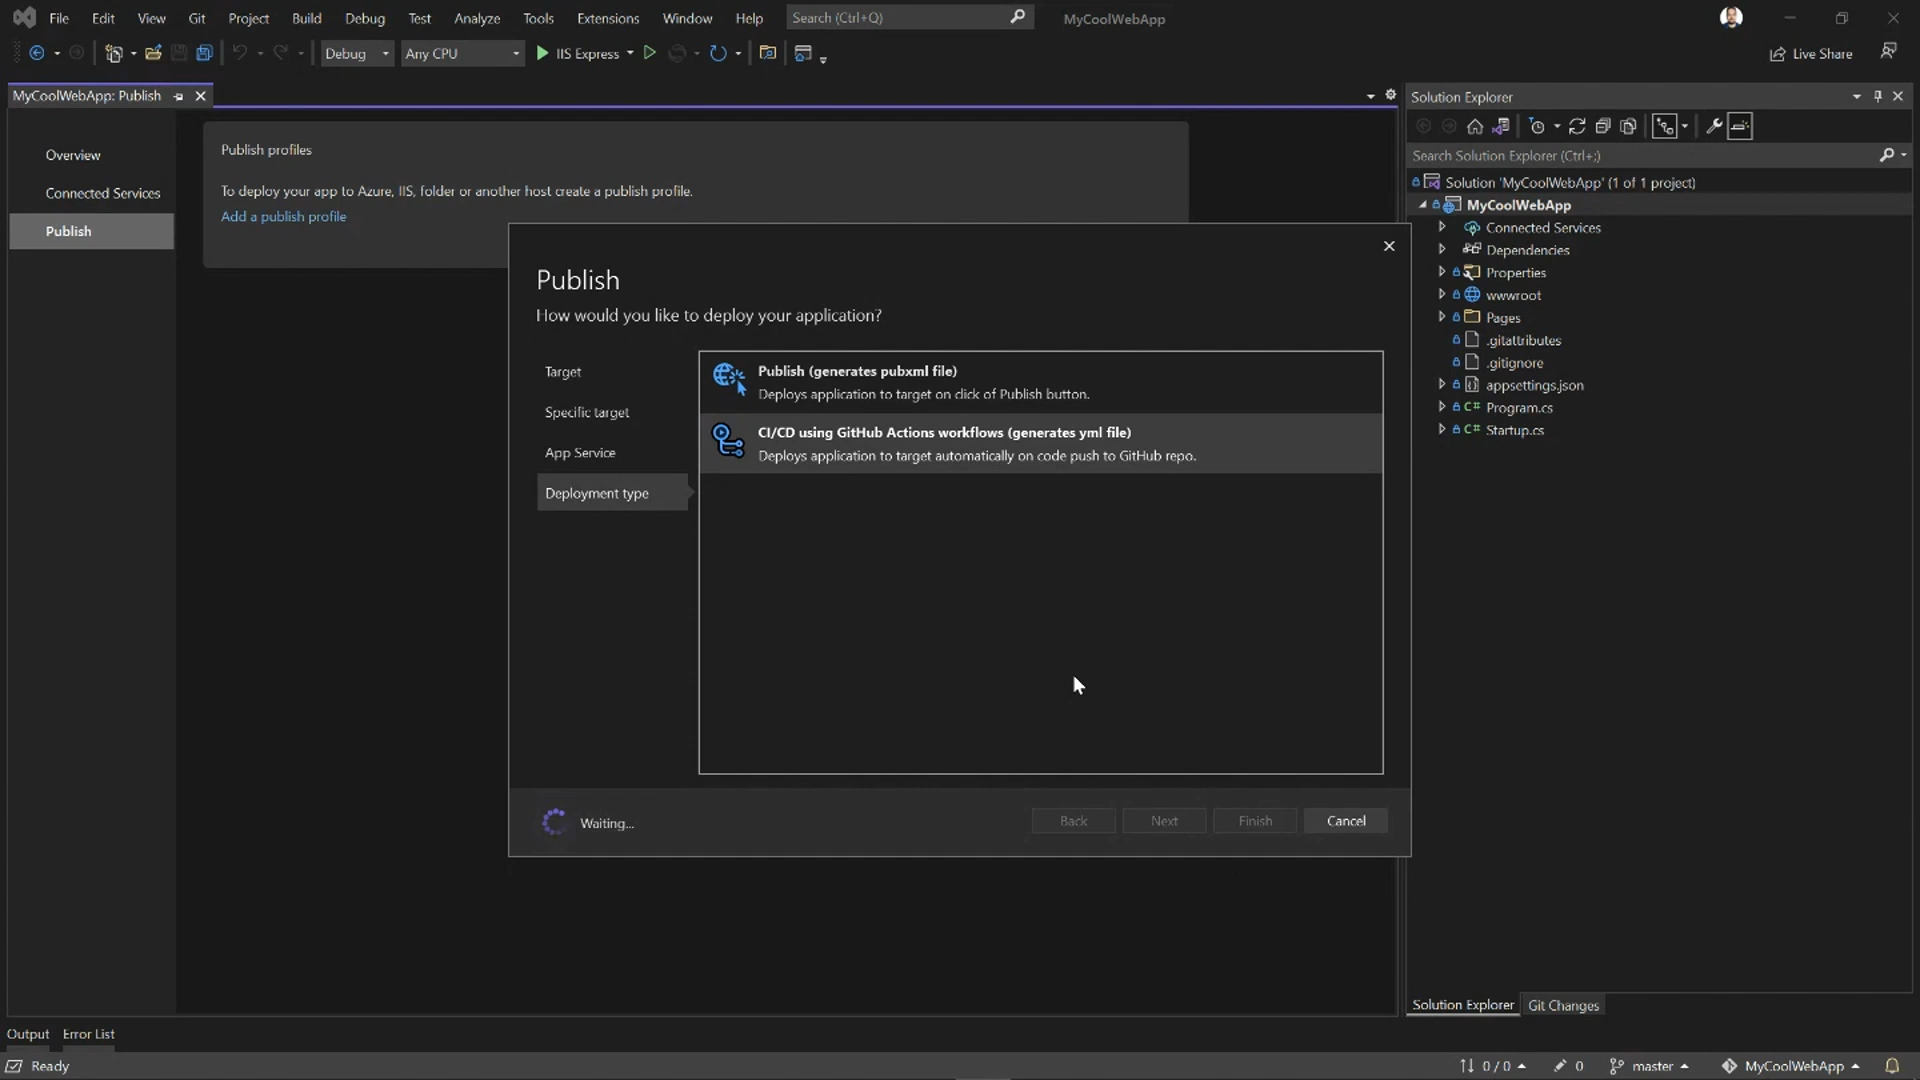 File Edit View Git Project Build Debug Test Analyze Tools Extensions Window Help Search (Ctrl+Q) MyCoolWebApp
Debug Any CPU IIS Express Live Share
MyCoolWebApp: Publish
Overview
Connected Services
Publish
Publish profiles
To deploy your app to Azure, IIS, folder or another host create a publish profile.
Add a publish profile
Publish
How would you like to deploy your application?
Target
Specific target
App Service
Deployment type
Publish (generates pubxml file)
Deploys application to target on click of Publish button.
CI/CD using GitHub Actions workflows (generates yml file)
Deploys application to target automatically on code push to GitHub repo.
Waiting...
Back Next Finish Cancel
Solution Explorer
Search Solution Explorer (Ctrl+;)
Solution 'MyCoolWebApp' (1 of 1 project)
MyCoolWebApp
Connected Services
Dependencies
Properties
wwwroot
Pages
.gitattributes
.gitignore
appsettings.json
C# Program.cs
C# Startup.cs
Solution Explorer Git Changes
Output Error List
Ready 0 / 0 0 master MyCoolWebApp